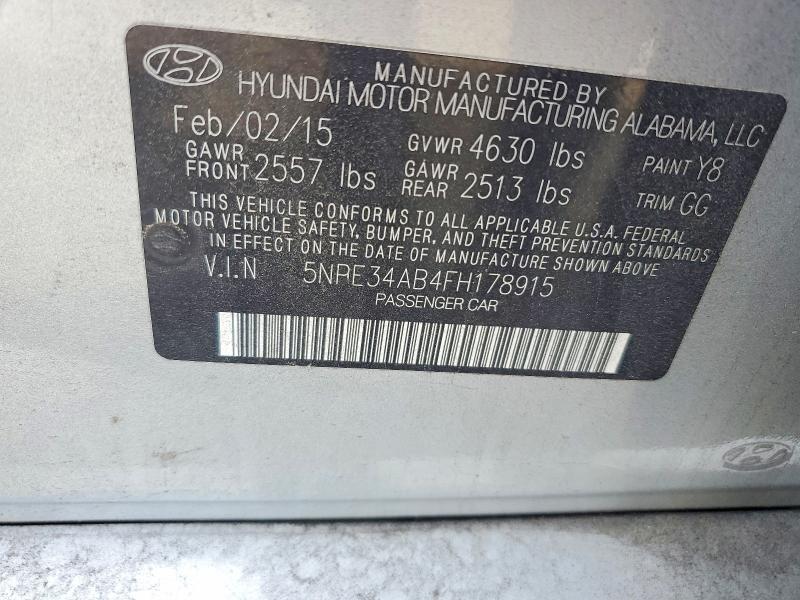 MANUFACTURED BY
HYUNDAI MOTOR MANUFACTURING ALABAMA, LLC
Feb/02/15 GVWR 4630 lbs PAINT Y8
GAWR FRONT 2557 lbs GAWR REAR 2513 lbs TRIM GG
THIS VEHICLE CONFORMS TO ALL APPLICABLE U.S.A. FEDERAL
MOTOR VEHICLE SAFETY, BUMPER, AND THEFT PREVENTION STANDARDS
IN EFFECT ON THE DATE OF MANUFACTURE SHOWN ABOVE.
V.I.N 5NPE34AB4FH178915
PASSENGER CAR